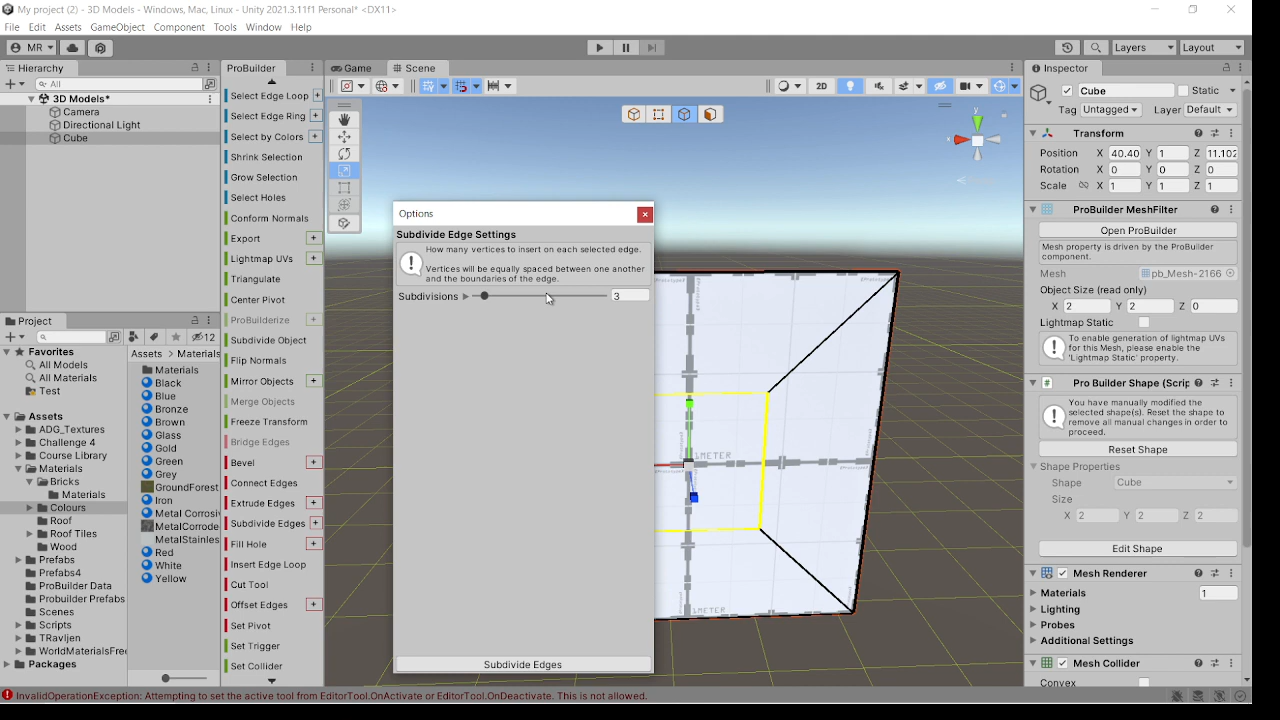 My project (2) - 3D Models - Windows, Mac, Linux - Unity 2021.3.11f1 Personal* <DX11>
File Edit Assets GameObject Component Tools Window Help
MR Layers Layout
Hierarchy
All
3D Models*
Camera
Directional Light
Cube
Project
12
Favorites
All Models
All Materials
Test
Assets
ADG_Textures
Challenge 4
Course Library
Materials
Bricks
Materials
Colours
Roof
Roof Tiles
Wood
Prefabs
Prefabs4
ProBuilder Data
Probuilder Prefabs
Scenes
Scripts
TRavljen
WorldMaterialsFree
Packages
Assets Materials
Materials
Black
Blue
Bronze
Brown
Glass
Gold
Green
Grey
GroundForest
Iron
Metal Corrosi
MetalCorrode
MetalStainles
Red
White
Yellow
ProBuilder
Select Edge Loop +
Select Edge Ring +
Select by Colors +
Shrink Selection
Grow Selection
Select Holes
Conform Normals
Export +
Lightmap UVs +
Triangulate
Center Pivot
ProBuilderize +
Subdivide Object
Flip Normals
Mirror Objects +
Merge Objects
Freeze Transform
Bridge Edges
Bevel +
Connect Edges
Extrude Edges +
Subdivide Edges +
Fill Hole +
Insert Edge Loop
Cut Tool
Offset Edges +
Set Pivot
Set Trigger
Set Collider
Game Scene
2D
y
x
Options
Subdivide Edge Settings
How many vertices to insert on each selected edge.
Vertices will be equally spaced between one another
and the boundaries of the edge.
Subdivisions 3
Subdivide Edges
1METER
1METER
Inspector
Cube Static
Tag Untagged Layer Default
Transform
Position X 40.40 Y 1 Z 11.102
Rotation X 0 Y 0 Z 0
Scale X 1 Y 1 Z 1
ProBuilder MeshFilter
Open ProBuilder
Mesh property is driven by the ProBuilder
component.
Mesh pb_Mesh-2166
Object Size (read only)
X 2 Y 2 Z 0
Lightmap Static
To enable generation of lightmap UVs
for this Mesh, please enable the
'Lightmap Static' property.
Pro Builder Shape (Scrip
You have manually modified the
selected shape(s). Reset the shape to
remove all manual changes in order to
proceed.
Reset Shape
Shape Properties
Shape Cube
Size
X 2 Y 2 Z 2
Edit Shape
Mesh Renderer
Materials 1
Lighting
Probes
Additional Settings
Mesh Collider
Convex
InvalidOperationException: Attempting to set the active tool from EditorTool.OnActivate or EditorTool.OnDeactivate. This is not allowed.